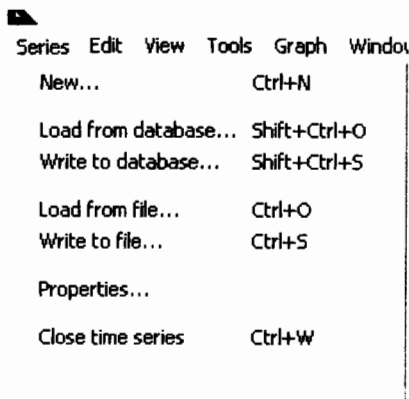 Series Edit View Tools Graph Windo
New... Ctrl+N
Load from database... Shift+Ctrl+O
Write to database... Shift+Ctrl+S
Load from file... Ctrl+O
Write to file... Ctrl+S
Properties...
Close time series Ctrl+W